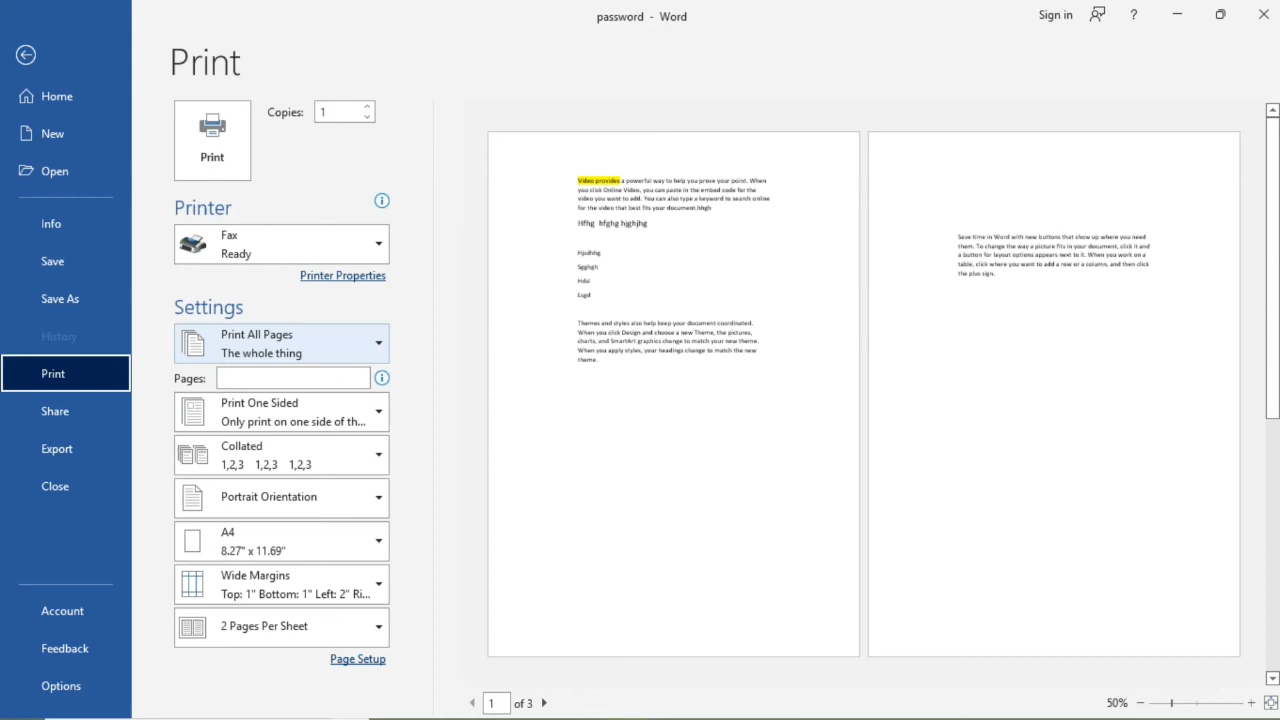 password - Word
Sign in
?
Home
New
Open
Info
Save
Save As
History
Print
Share
Export
Close
Account
Feedback
Options
Print
Print
Copies: 1
Printer
Fax
Ready
Printer Properties
Settings
Print All Pages
The whole thing
Pages:
Print One Sided
Only print on one side of th...
Collated
1,2,3 1,2,3 1,2,3
Portrait Orientation
A4
8.27" x 11.69"
Wide Margins
Top: 1" Bottom: 1" Left: 2" Ri...
2 Pages Per Sheet
Page Setup
Video provides a powerful way to help you prove your point. When
you click Online Video, you can paste in the embed code for the
video you want to add. You can also type a keyword to search online
for the video that best fits your document.hhgh
Hfhg hfghg hjghjhg
Sgghgh
Themes and styles also help keep your document coordinated.
When you click Design and choose a new Theme, the pictures,
charts, and SmartArt graphics change to match your new theme.
When you apply styles, your headings change to match the new
theme.
Save time in Word with new buttons that show up where you need
them. To change the way a picture fits in your document, click it and
a button for layout options appears next to it. When you work on a
table, click where you want to add a row or a column, and then click
the plus sign.
1 of 3
50%